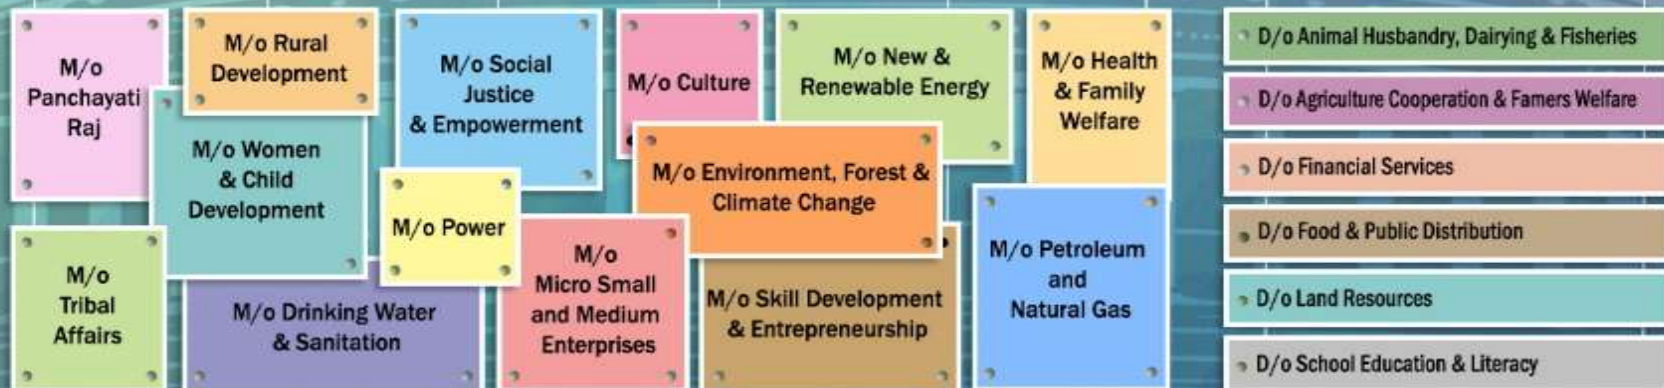 M/o
Panchayati
Raj
M/o Rural
Development
M/o Social
Justice
& Empowerment
M/o Culture
M/o New &
Renewable Energy
M/o Health
& Family
Welfare
M/o Women
& Child
Development
M/o Power
M/o Environment, Forest &
Climate Change
M/o
Tribal
Affairs
M/o Drinking Water
& Sanitation
M/o
Micro Small
and Medium
Enterprises
M/o Skill Development
& Entrepreneurship
M/o Petroleum
and
Natural Gas
D/o Animal Husbandry, Dairying & Fisheries
D/o Agriculture Cooperation & Famers Welfare
D/o Financial Services
D/o Food & Public Distribution
D/o Land Resources
D/o School Education & Literacy